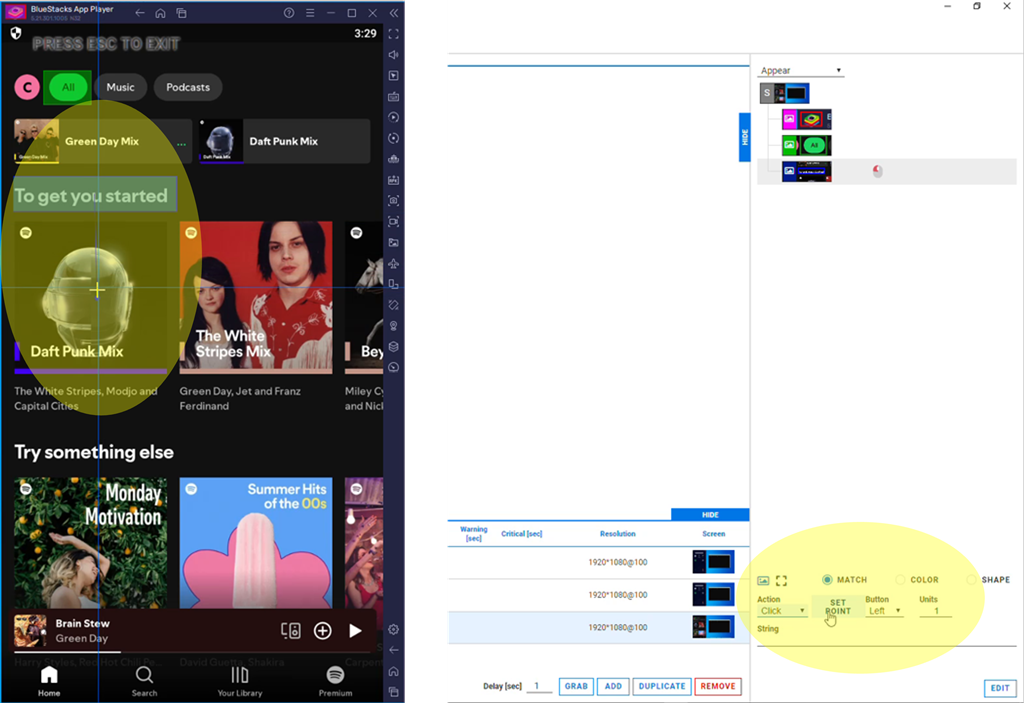 BlueStacks App Player
5.21.301.1005 N32
PRESS ESC TO EXIT
3:29
C
All
Music
Podcasts
Green Day Mix
...
Daft Punk
Daft Punk Mix
To get you started
Daft Punk Mix
The White
Stripes Mix
Bey
The White Stripes, Modjo and
Capital Cities
Green Day, Jet and Franz
Ferdinand
Miley Cy
and Nick
Try something else
Monday
Motivation
Summer Hits
of the 00s
Brain Stew
Green Day
Harry Styles, Red Hot Chili Pe...
David Guetta, Shakira
Carpen
Home
Search
Your Library
Premium
Appear
S
E
All
HIDE
HIDE
Warning
[sec]
Critical [sec]
Resolution
Screen
1920*1080@100
1920*1080@100
1920*1080@100
Delay [sec]
1
GRAB
ADD
DUPLICATE
REMOVE
MATCH
COLOR
SHAPE
Action
Click
SET
POINT
Button
Left
Units
1
String
EDIT